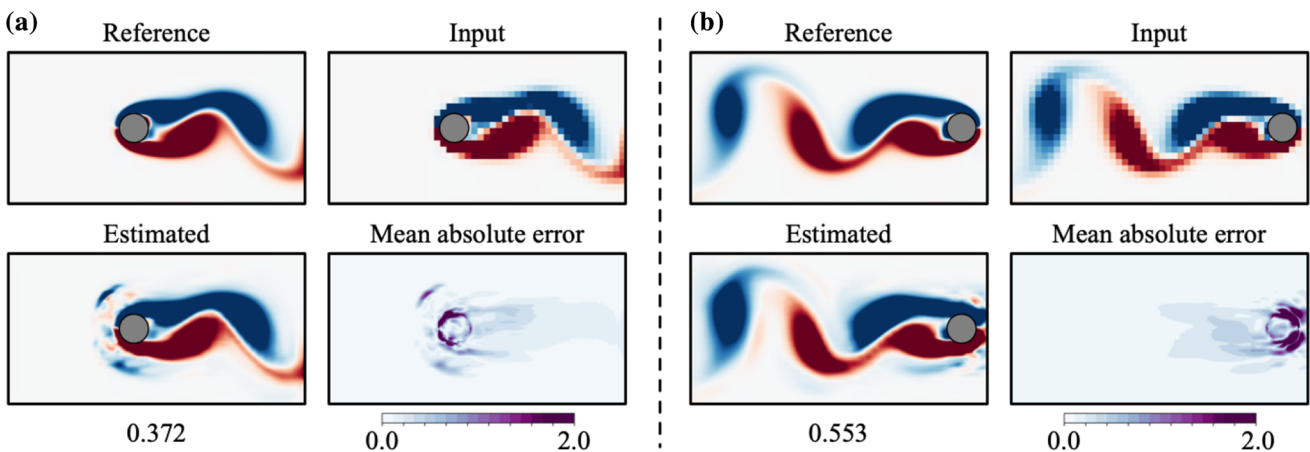 (a)
Reference
Input
Estimated
Mean absolute error
0.372
0.0
2.0
(b)
Reference
Input
Estimated
Mean absolute error
0.553
0.0
2.0